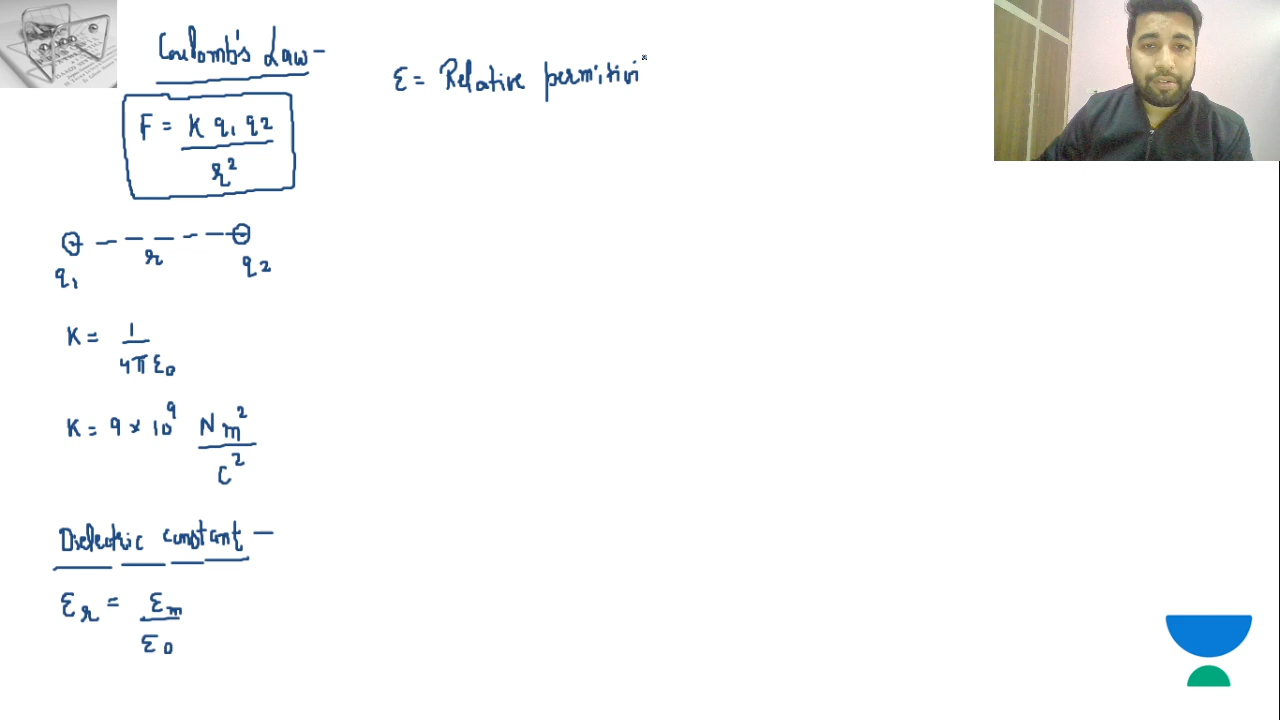 Coulomb's Law -
F = K q₁ q₂ / r²
q₁ r q₂
K = 1 / 4π ε₀
K = 9 × 10⁹ N m² / C²
Dielectric constant -
εr = εm / ε₀
ε = Relative permitivi